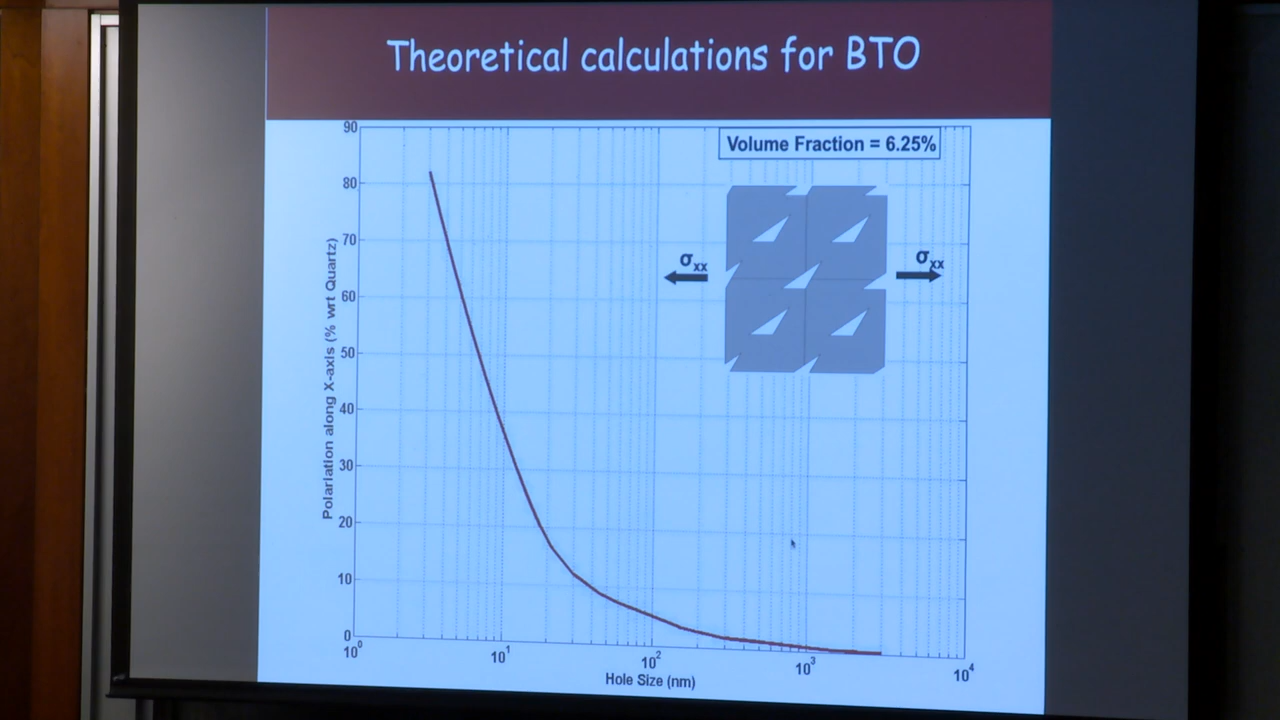 Theoretical calculations for BTO
Volume Fraction = 6.25%
90
80
70
60
50
40
30
20
10
0
Polariation along X-axis (% wrt Quartz)
σxx
σxx
10⁰
10¹
10²
10³
10⁴
Hole Size (nm)